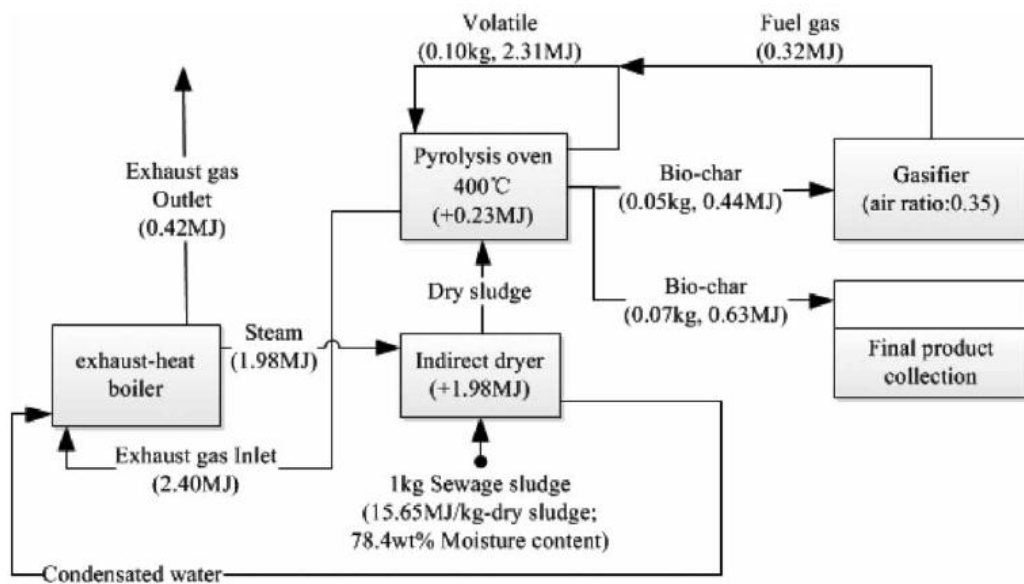 Volatile
(0.10kg, 2.31MJ)
Fuel gas
(0.32MJ)
Exhaust gas
Outlet
(0.42MJ)
Pyrolysis oven
400℃
(+0.23MJ)
Bio-char
(0.05kg, 0.44MJ)
Gasifier
(air ratio:0.35)
Dry sludge
Bio-char
(0.07kg, 0.63MJ)
exhaust-heat
boiler
Steam
(1.98MJ)
Indirect dryer
(+1.98MJ)
Final product
collection
Exhaust gas Inlet
(2.40MJ)
1kg Sewage sludge
(15.65MJ/kg-dry sludge;
78.4wt% Moisture content)
Condensated water